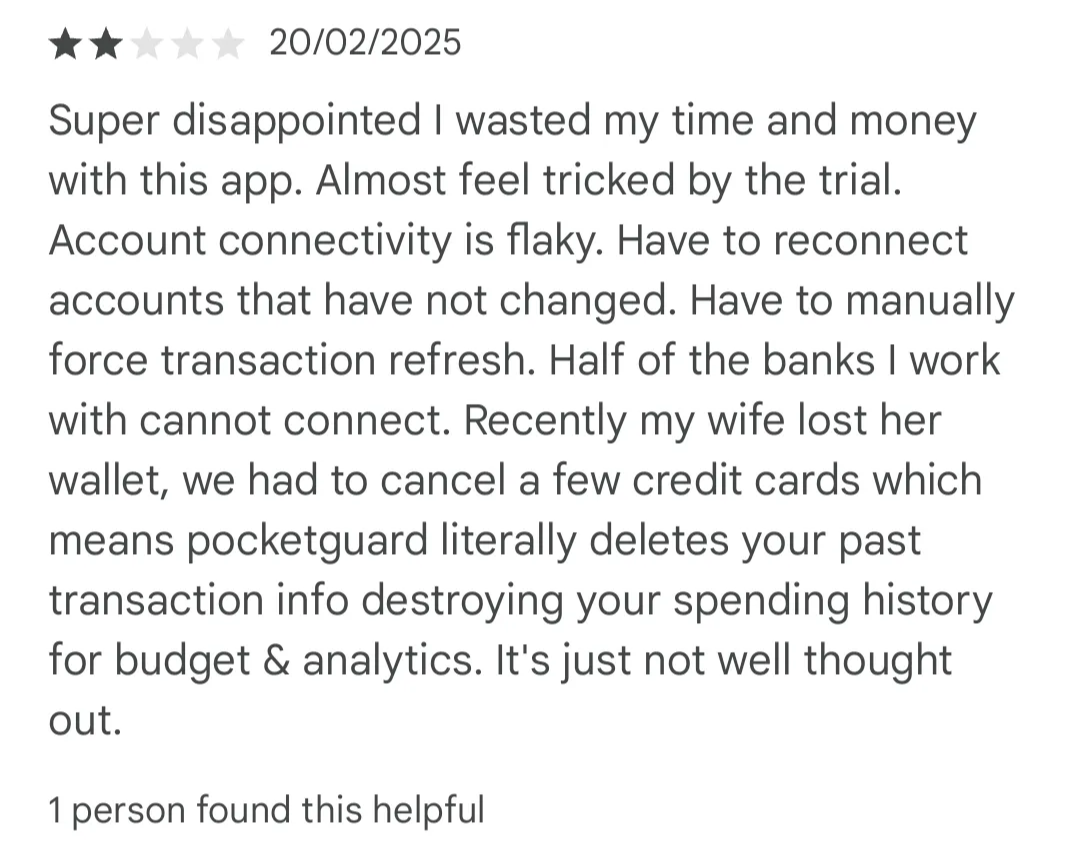 20/02/2025
Super disappointed I wasted my time and money
with this app. Almost feel tricked by the trial.
Account connectivity is flaky. Have to reconnect
accounts that have not changed. Have to manually
force transaction refresh. Half of the banks I work
with cannot connect. Recently my wife lost her
wallet, we had to cancel a few credit cards which
means pocketguard literally deletes your past
transaction info destroying your spending history
for budget & analytics. It's just not well thought
out.
1 person found this helpful